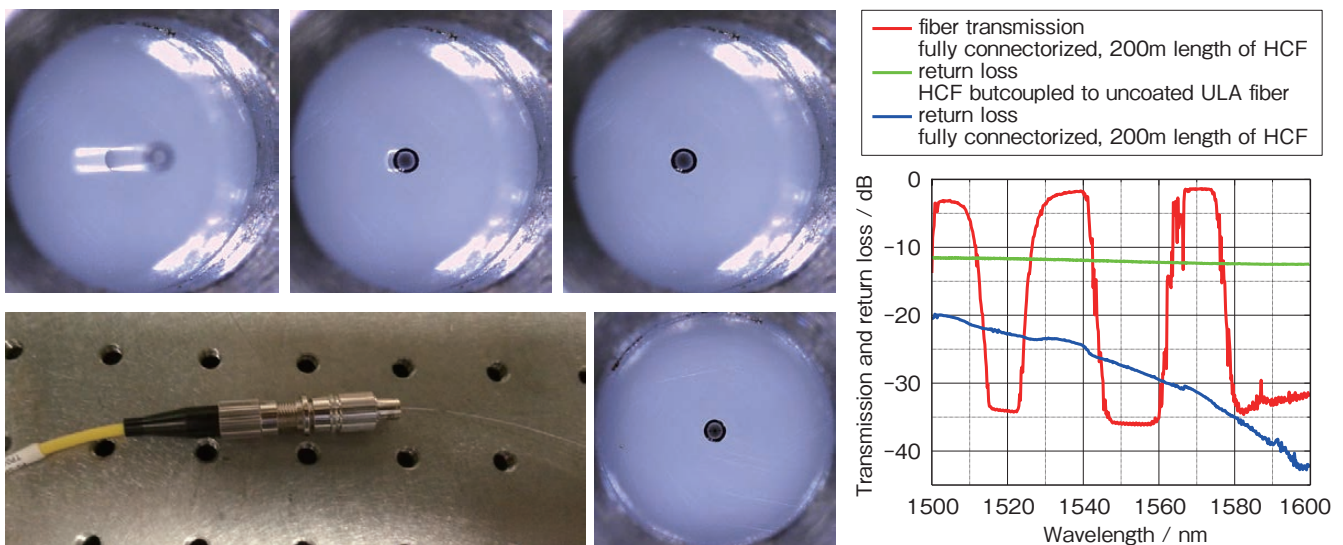 fiber transmission
fully connectorized, 200m length of HCF
return loss
HCF butcoupled to uncoated ULA fiber
return loss
fully connectorized, 200m length of HCF
Transmission and return loss / dB
0
-10
-20
-30
-40
1500
1520
1540
1560
1580
1600
Wavelength / nm